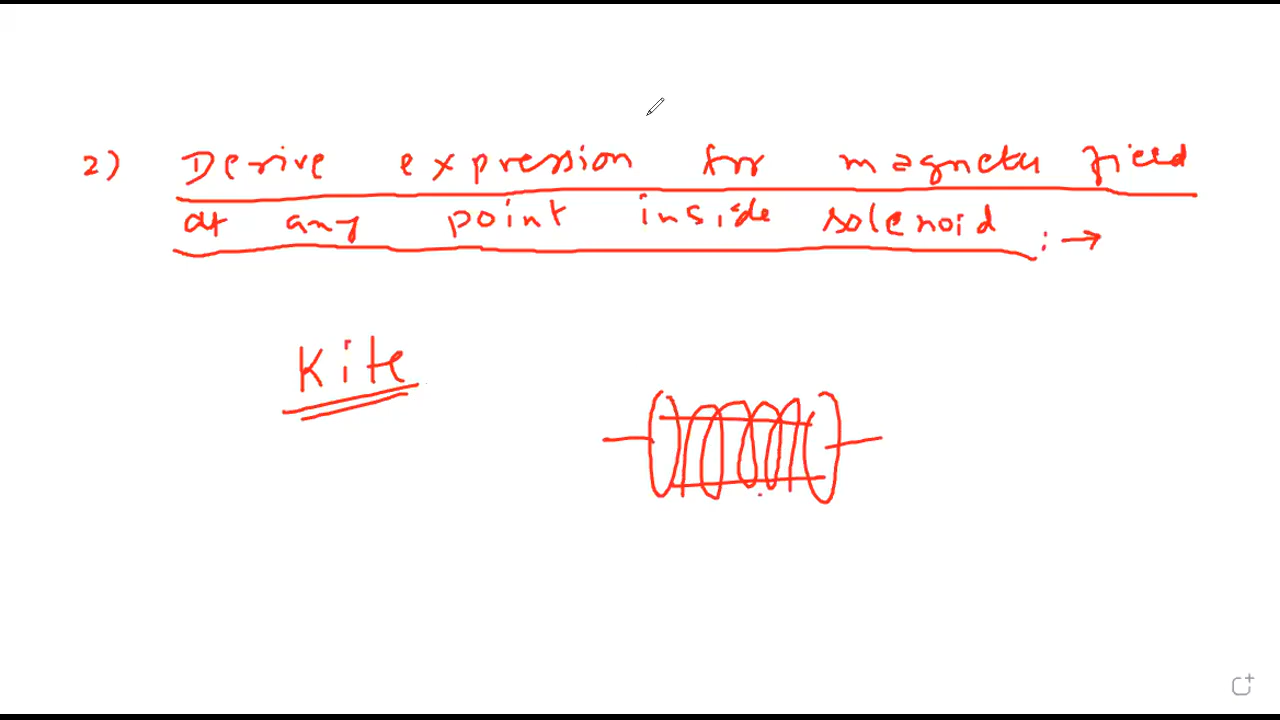 2) Derive expression for magnetic field
at any point inside solenoid : →
Kite